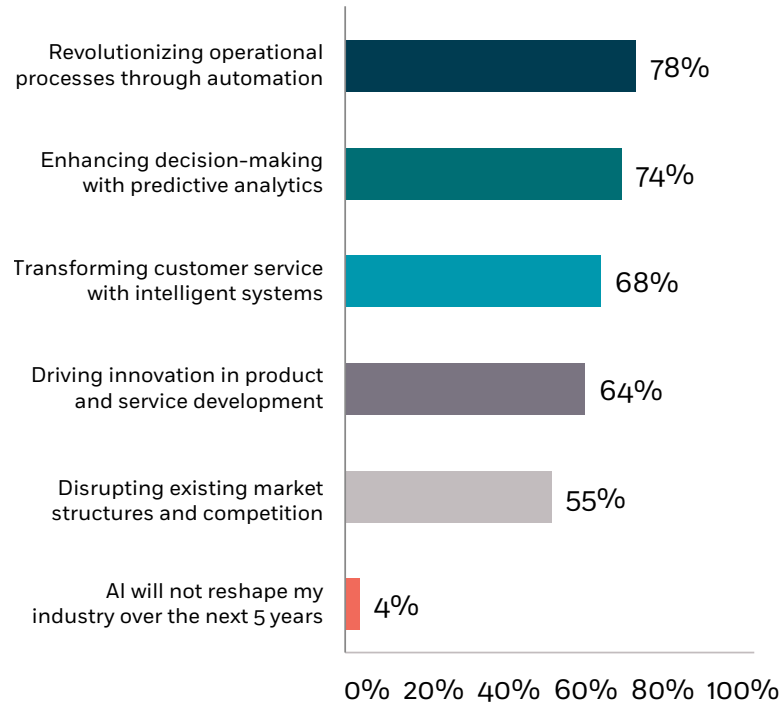 Revolutionizing operational
processes through automation
78%
Enhancing decision-making
with predictive analytics
74%
Transforming customer service
with intelligent systems
68%
Driving innovation in product
and service development
64%
Disrupting existing market
structures and competition
55%
AI will not reshape my
industry over the next 5 years
4%
0% 20% 40% 60% 80% 100%